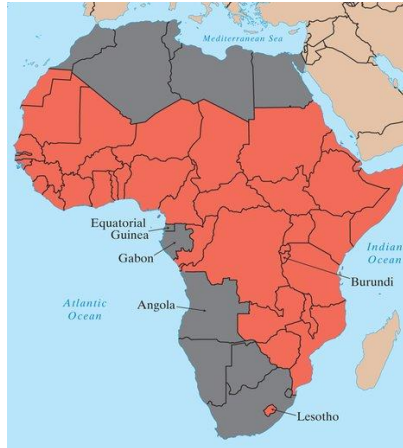 Mediterranean Sea
Equatorial
Guinea
Gabon
Indian
Ocean
Burundi
Angola
Atlantic
Ocean
Lesotho